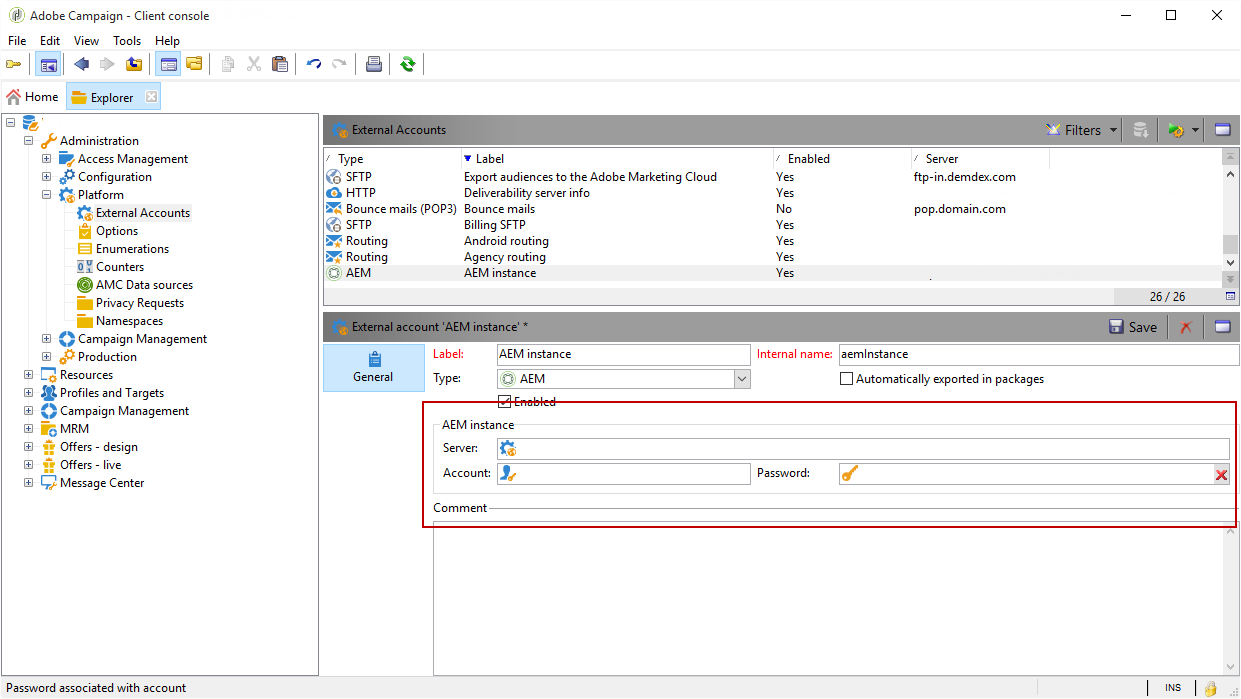 Adobe Campaign - Client console
File Edit View Tools Help
Home Explorer
Administration
Access Management
Configuration
Platform
External Accounts
Options
Enumerations
Counters
AMC Data sources
Privacy Requests
Namespaces
Campaign Management
Production
Resources
Profiles and Targets
Campaign Management
MRM
Offers - design
Offers - live
Message Center
External Accounts Filters
Type Label Enabled Server
SFTP Export audiences to the Adobe Marketing Cloud Yes ftp-in.demdex.com
HTTP Deliverability server info Yes
Bounce mails (POP3) Bounce mails No pop.domain.com
SFTP Billing SFTP Yes
Routing Android routing Yes
Routing Agency routing Yes
AEM AEM instance Yes
26 / 26
External account 'AEM instance' * Save
General
Label: AEM instance Internal name: aemInstance
Type: AEM Automatically exported in packages
Enabled
AEM instance
Server:
Account: Password:
Comment
Password associated with account INS